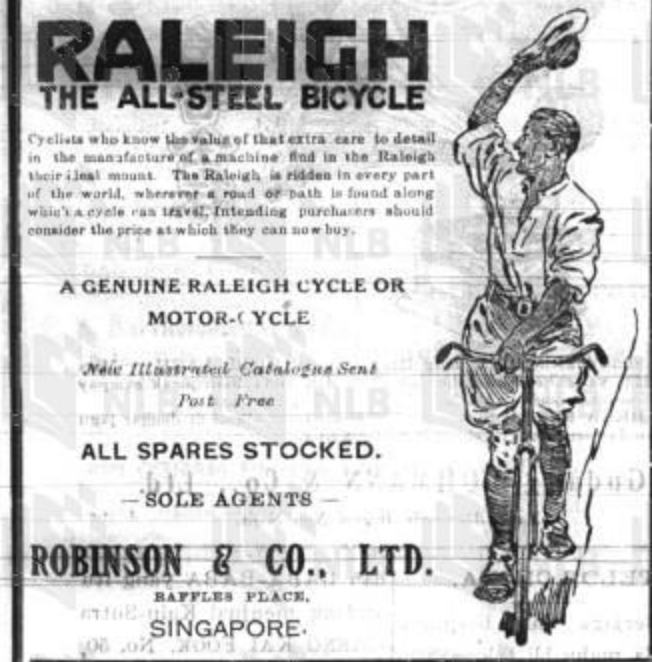 RALEIGH
THE ALL-STEEL BICYCLE
Cyclists who know the value of that extra care to detail
in the manufacture of a machine find in the Raleigh
their ideal mount. The Raleigh is ridden in every part
of the world, wherever a road or path is found along
which a cycle can travel. Intending purchasers should
consider the price at which they can now buy.
A GENUINE RALEIGH CYCLE OR
MOTOR-CYCLE
New Illustrated Catalogue Sent
Post Free
ALL SPARES STOCKED.
— SOLE AGENTS —
ROBINSON & CO., LTD.
RAFFLES PLACE,
SINGAPORE.
NLB
NLB
NLB